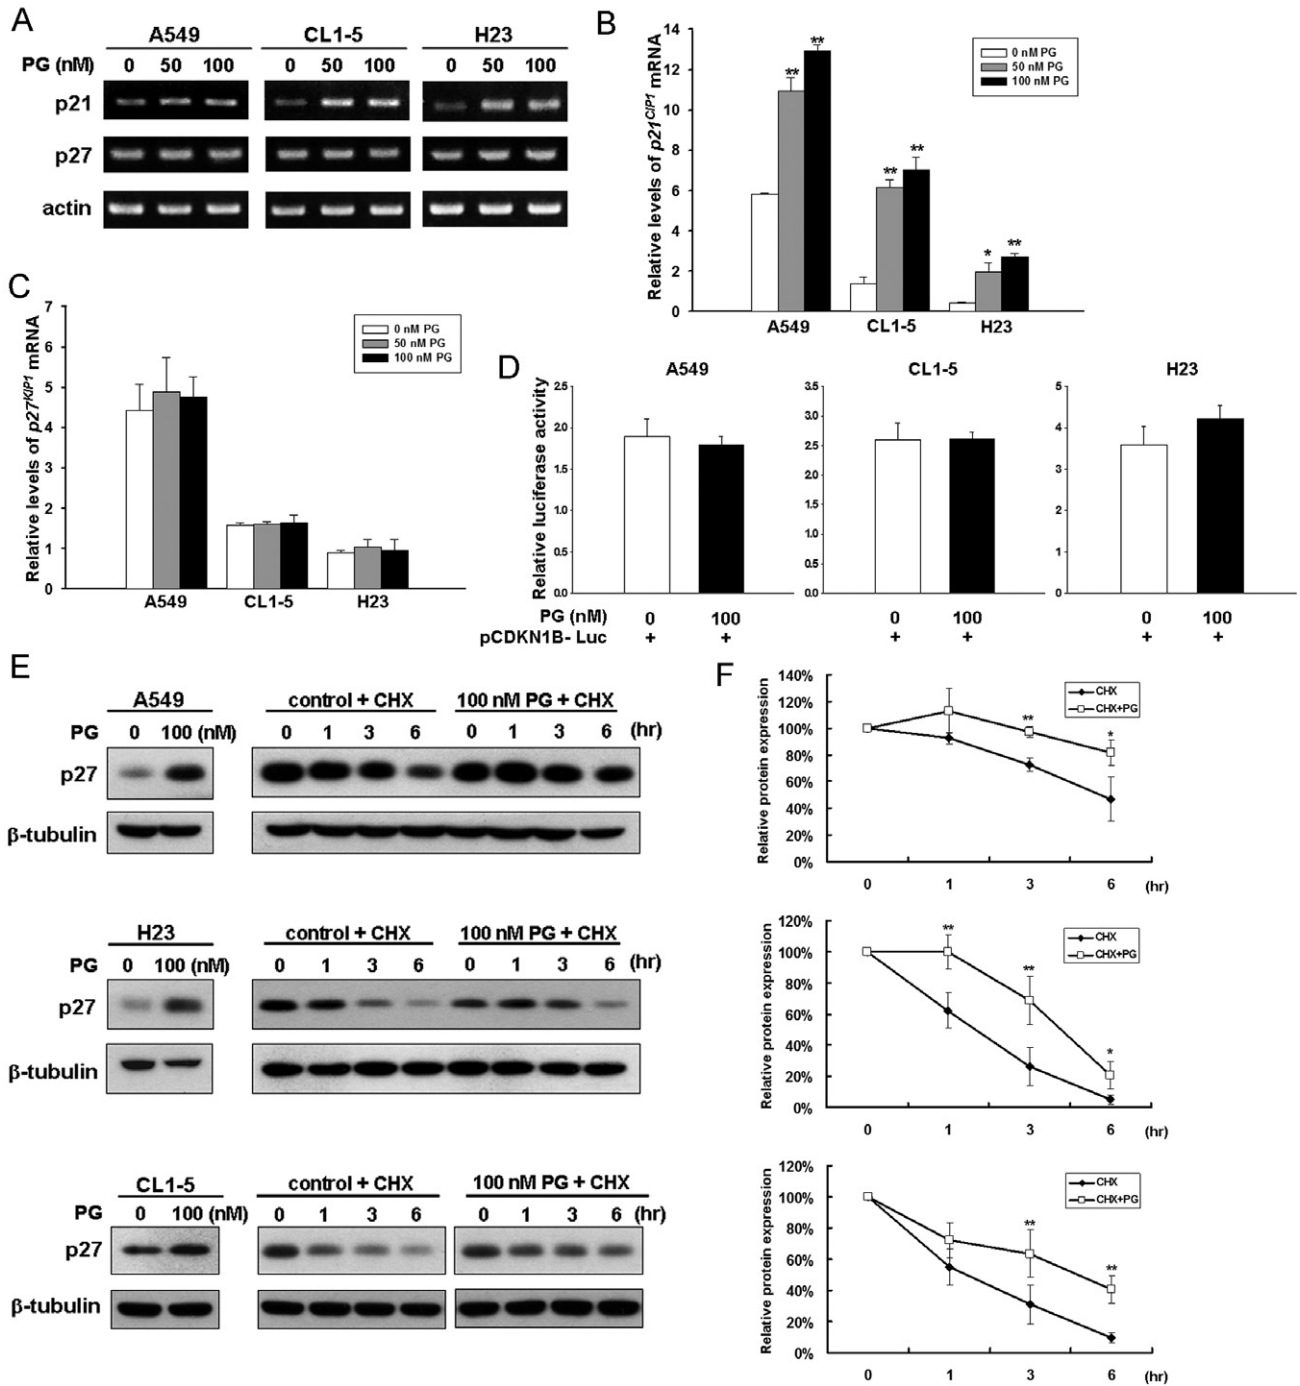 A
A549 CL1-5 H23
PG (nM) 0 50 100 0 50 100 0 50 100
p21
p27
actin
B
Relative levels of p21CIP1 mRNA
14
12
10
8
6
4
2
0
** ** ** ** * **
0 nM PG
50 nM PG
100 nM PG
A549 CL1-5 H23
C
Relative levels of p27KIP1 mRNA
7
6
5
4
3
2
1
0
0 nM PG
50 nM PG
100 nM PG
A549 CL1-5 H23
D
Relative luciferase activity
A549
2.5
2.0
1.5
1.0
0.5
0.0
CL1-5
3.5
3.0
2.5
2.0
1.5
1.0
0.5
0.0
H23
5
4
3
2
1
0
PG (nM) 0 100 0 100 0 100
pCDKN1B- Luc + + + + + +
E
A549 control + CHX 100 nM PG + CHX
PG 0 100 (nM) 0 1 3 6 0 1 3 6 (hr)
p27
β-tubulin
H23 control + CHX 100 nM PG + CHX
PG 0 100 (nM) 0 1 3 6 0 1 3 6 (hr)
p27
β-tubulin
CL1-5 control + CHX 100 nM PG + CHX
PG 0 100 (nM) 0 1 3 6 0 1 3 6 (hr)
p27
β-tubulin
F
Relative protein expression
140%
120%
100%
80%
60%
40%
20%
0%
** *
CHX
CHX+PG
0 1 3 6 (hr)
Relative protein expression
120%
100%
80%
60%
40%
20%
0%
** ** *
CHX
CHX+PG
0 1 3 6 (hr)
Relative protein expression
120%
100%
80%
60%
40%
20%
0%
** **
CHX
CHX+PG
0 1 3 6 (hr)